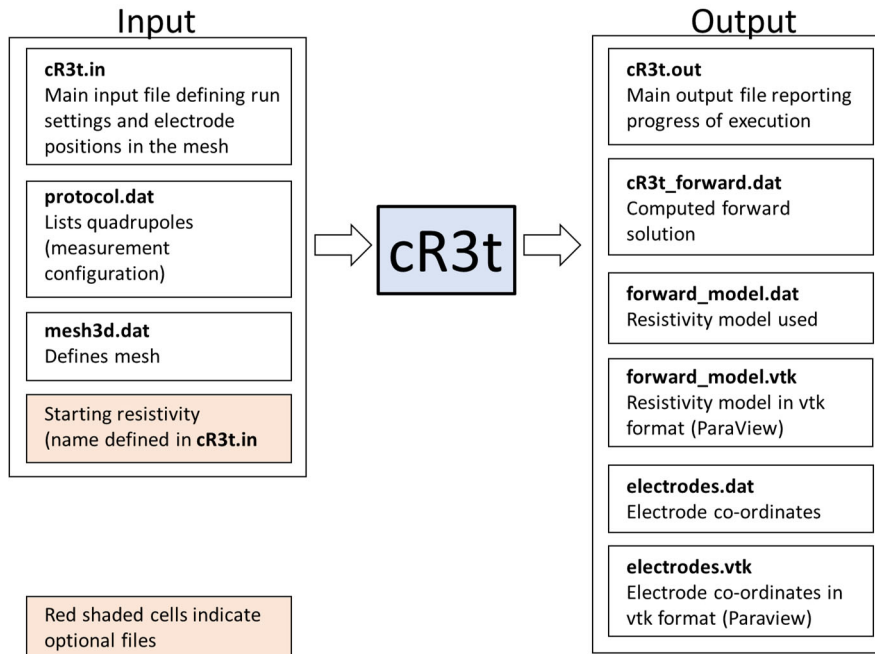 Input
cR3t.in
Main input file defining run
settings and electrode
positions in the mesh
protocol.dat
Lists quadrupoles
(measurement
configuration)
mesh3d.dat
Defines mesh
Starting resistivity
(name defined in cR3t.in
Red shaded cells indicate
optional files
cR3t
Output
cR3t.out
Main output file reporting
progress of execution
cR3t_forward.dat
Computed forward
solution
forward_model.dat
Resistivity model used
forward_model.vtk
Resistivity model in vtk
format (ParaView)
electrodes.dat
Electrode co-ordinates
electrodes.vtk
Electrode co-ordinates in
vtk format (Paraview)